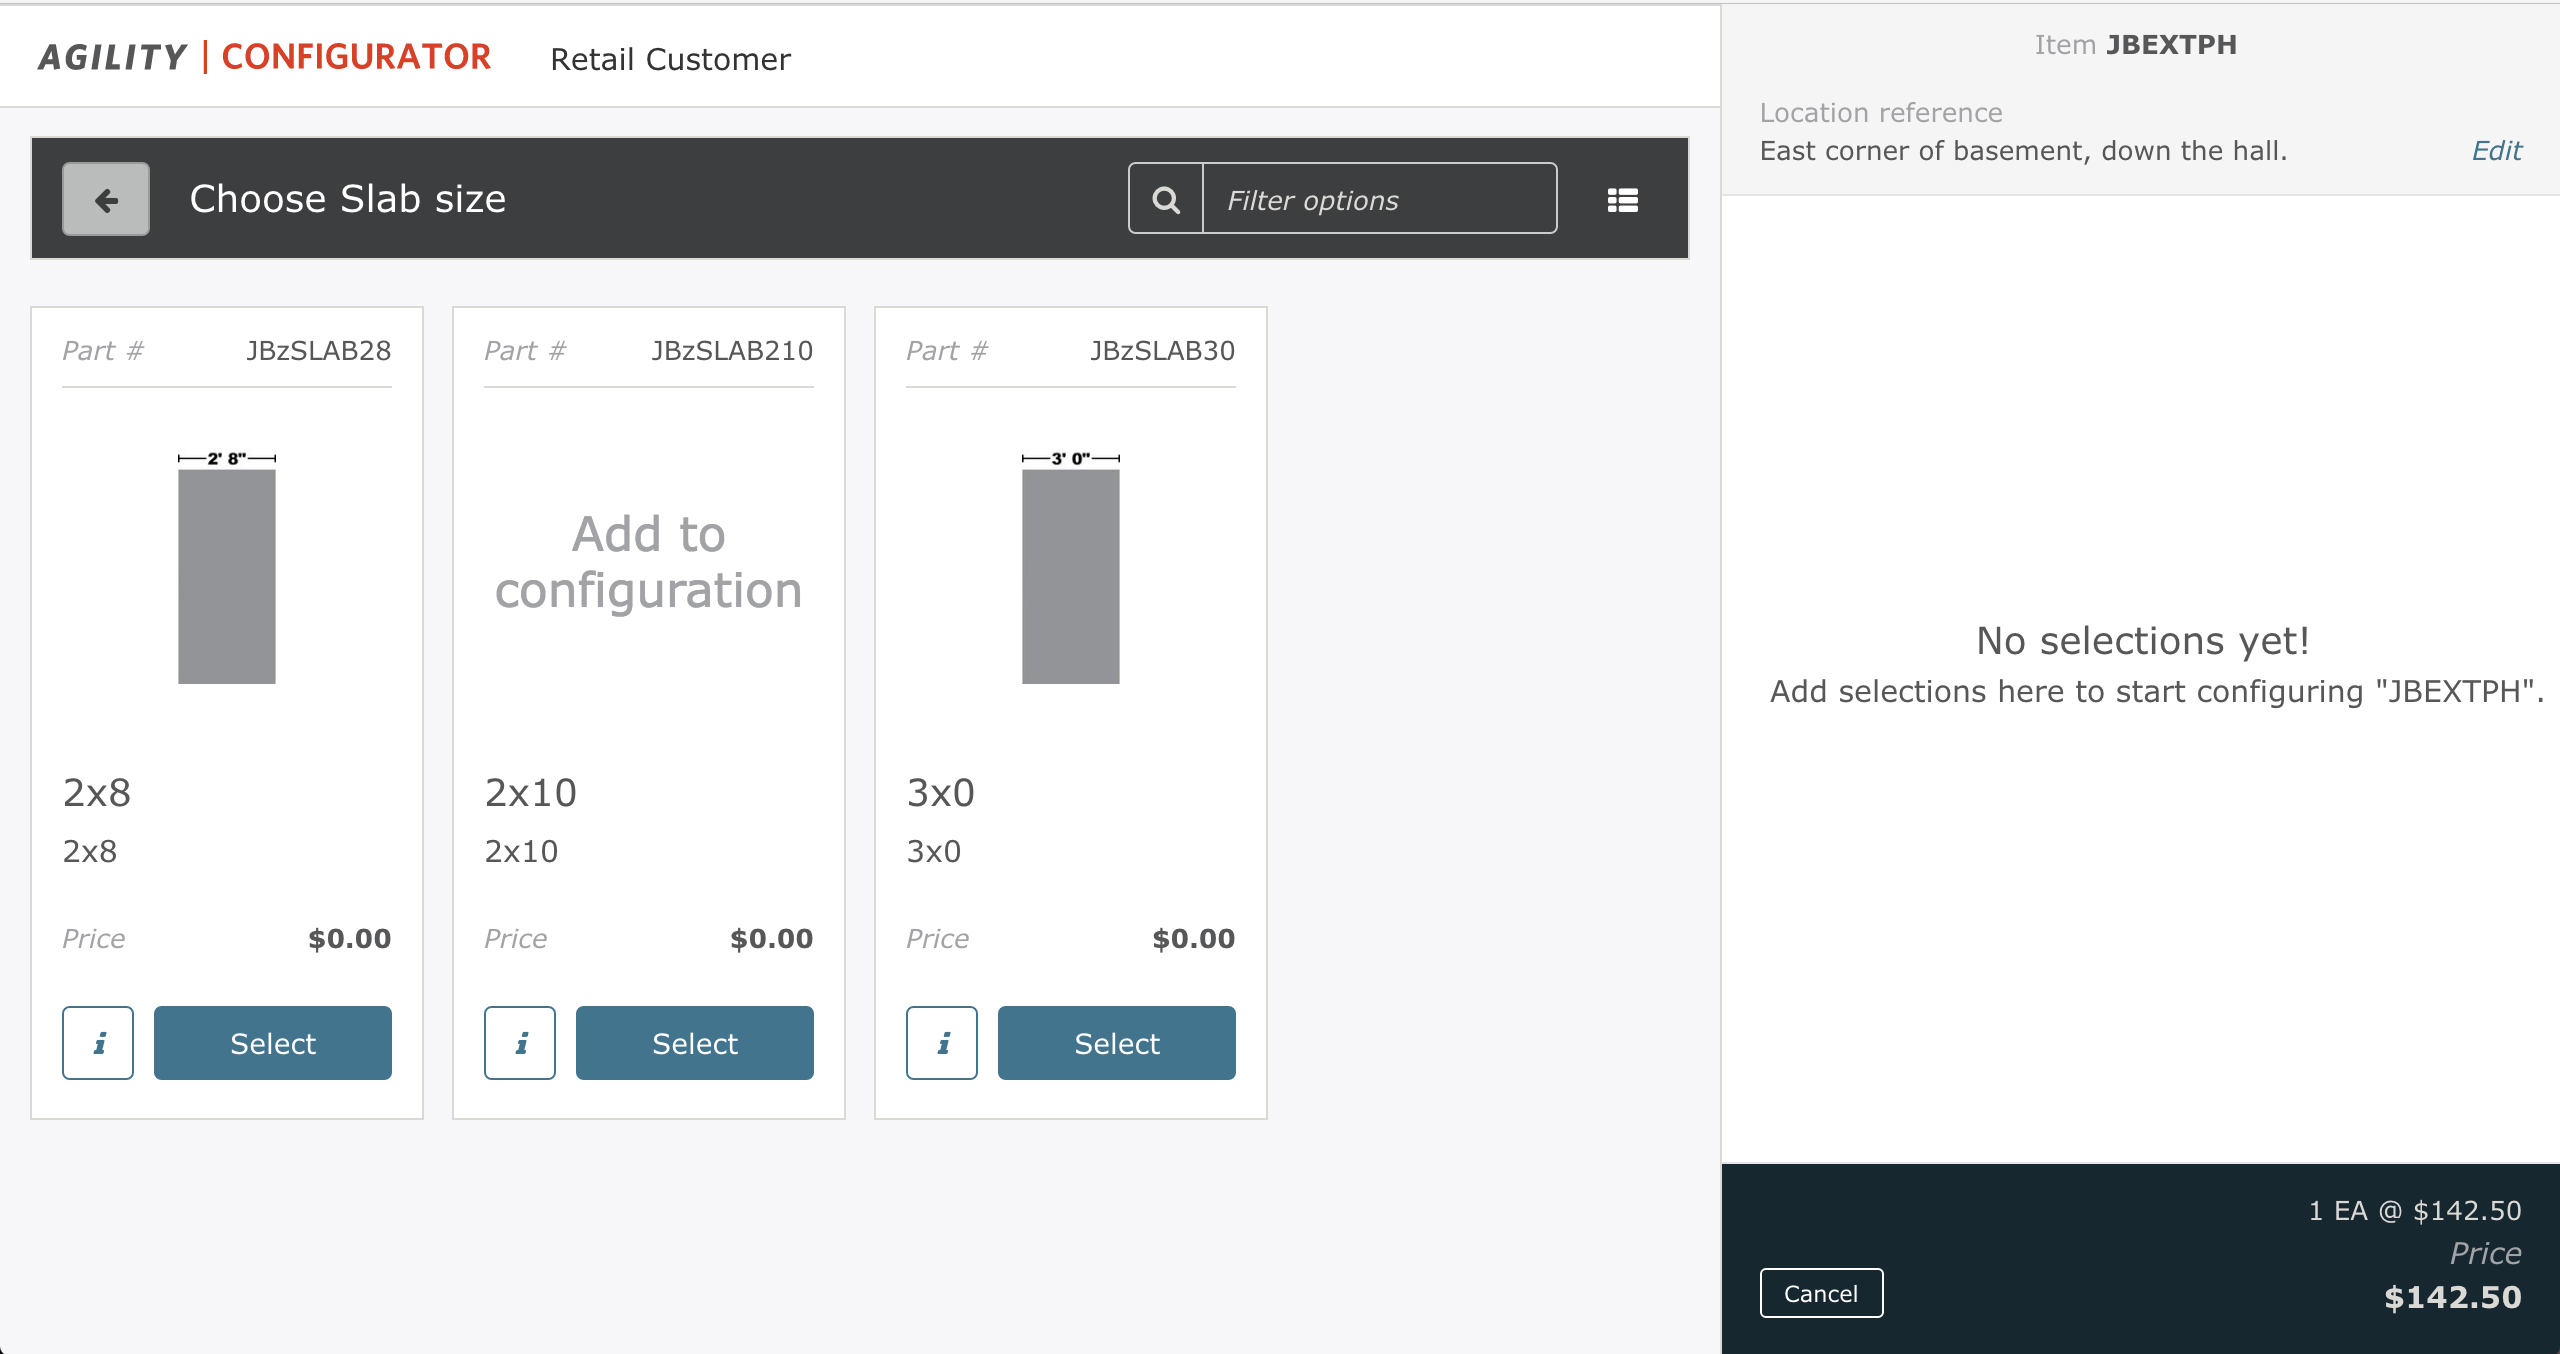 AGILITY | CONFIGURATOR Retail Customer
Choose Slab size
Filter options
Part # JBzSLAB28
2' 8"
2x8
2x8
Price $0.00
i Select
Part # JBzSLAB210
Add to
configuration
2x10
2x10
Price $0.00
i Select
Part # JBzSLAB30
3' 0"
3x0
3x0
Price $0.00
i Select
Item JBEXTPH
Location reference
East corner of basement, down the hall. Edit
No selections yet!
Add selections here to start configuring "JBEXTPH".
1 EA @ $142.50
Price
Cancel $142.50